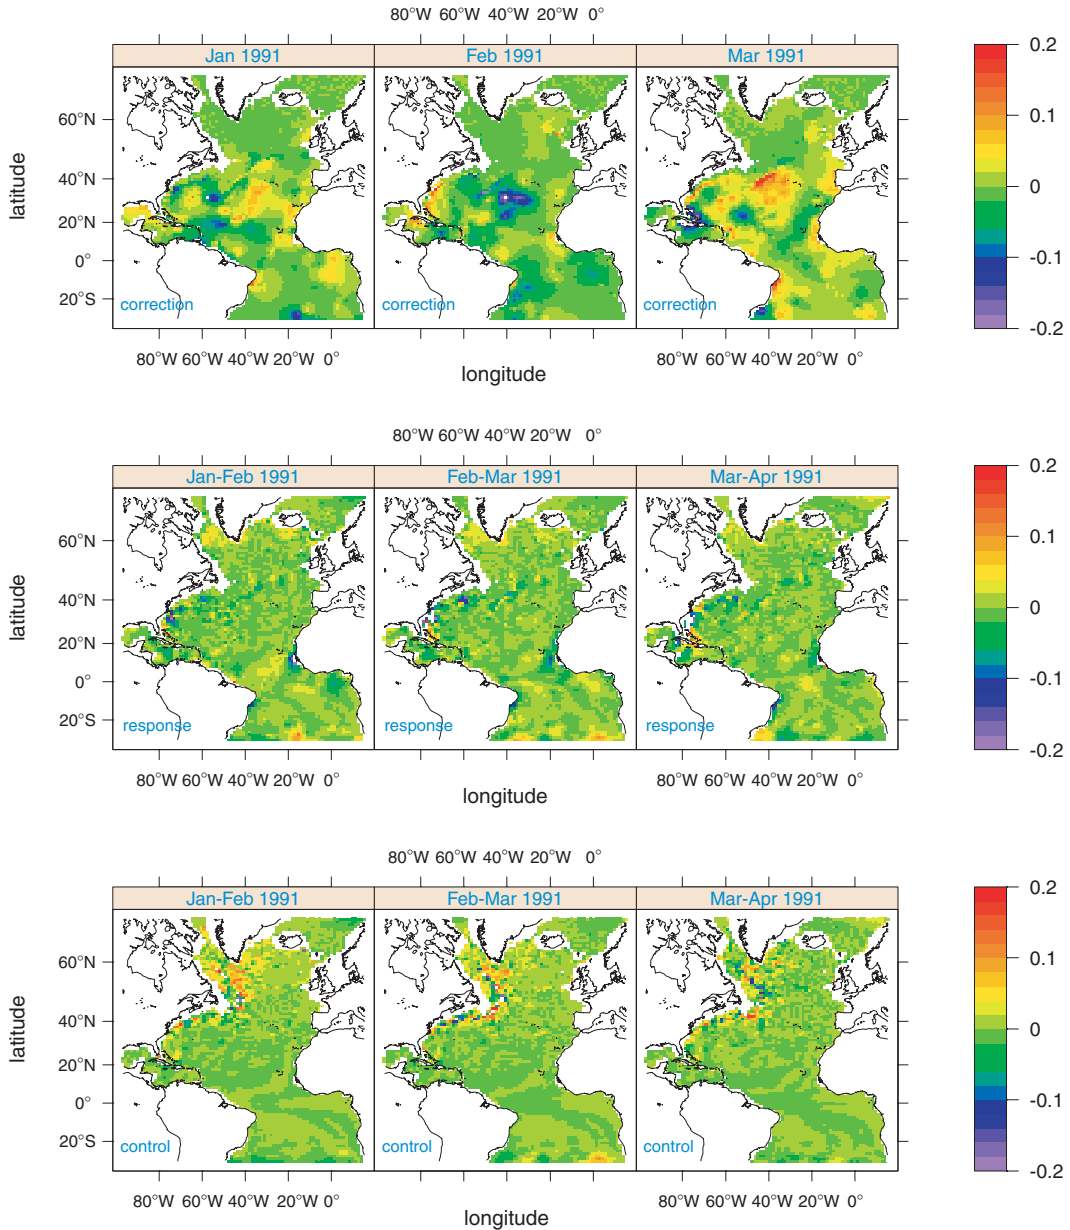 80°W 60°W 40°W 20°W 0°
Jan 1991 Feb 1991 Mar 1991
latitude
60°N
40°N
20°N
0°
20°S
correction correction correction
0.2
0.1
0
-0.1
-0.2
80°W 60°W 40°W 20°W 0° 80°W 60°W 40°W 20°W 0°
longitude
80°W 60°W 40°W 20°W 0°
Jan-Feb 1991 Feb-Mar 1991 Mar-Apr 1991
latitude
60°N
40°N
20°N
0°
20°S
response response response
0.2
0.1
0
-0.1
-0.2
80°W 60°W 40°W 20°W 0° 80°W 60°W 40°W 20°W 0°
longitude
80°W 60°W 40°W 20°W 0°
Jan-Feb 1991 Feb-Mar 1991 Mar-Apr 1991
latitude
60°N
40°N
20°N
0°
20°S
control control control
0.2
0.1
0
-0.1
-0.2
80°W 60°W 40°W 20°W 0° 80°W 60°W 40°W 20°W 0°
longitude